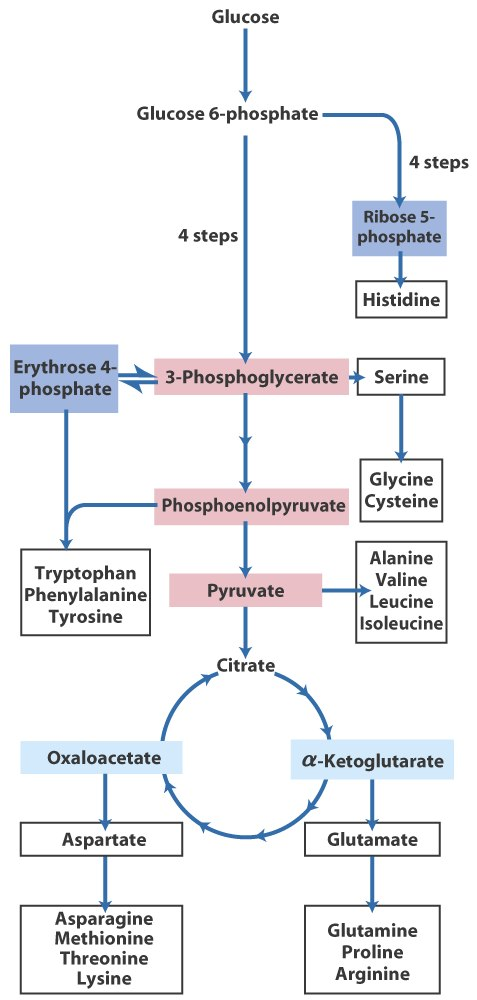 Glucose
Glucose 6-phosphate
4 steps
4 steps
Ribose 5-
phosphate
Histidine
Erythrose 4-
phosphate
3-Phosphoglycerate
Serine
Glycine
Cysteine
Phosphoenolpyruvate
Tryptophan
Phenylalanine
Tyrosine
Pyruvate
Alanine
Valine
Leucine
Isoleucine
Citrate
Oxaloacetate
α-Ketoglutarate
Aspartate
Glutamate
Asparagine
Methionine
Threonine
Lysine
Glutamine
Proline
Arginine